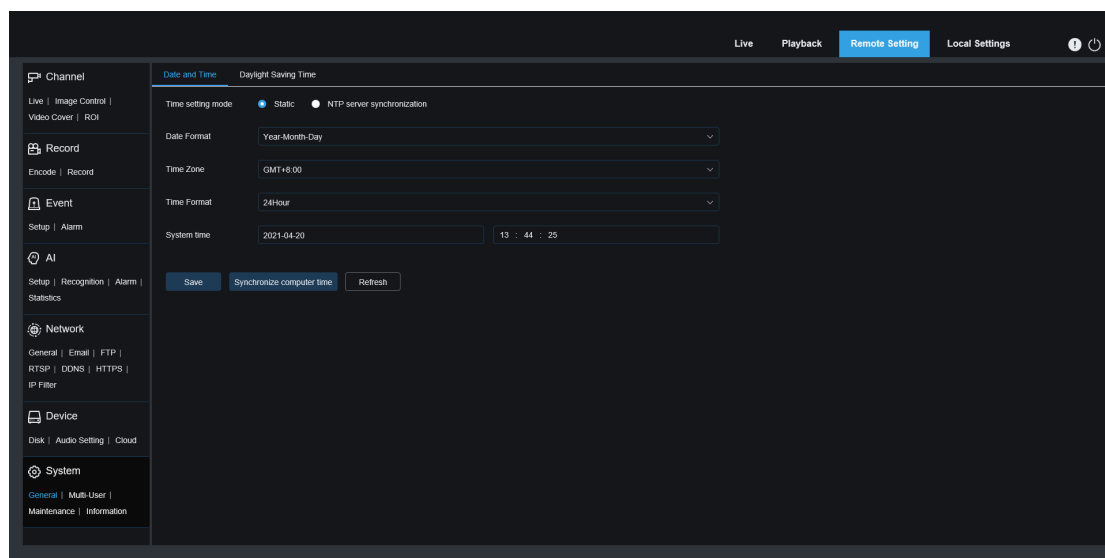 Live Playback Remote Setting Local Settings
Channel
Live | Image Control |
Video Cover | ROI
Record
Encode | Record
Event
Setup | Alarm
AI
Setup | Recognition | Alarm |
Statistics
Network
General | Email | FTP |
RTSP | DDNS | HTTPS |
IP Filter
Device
Disk | Audio Setting | Cloud
System
General | Multi-User |
Maintenance | Information
Date and Time Daylight Saving Time
Time setting mode Static NTP server synchronization
Date Format Year-Month-Day
Time Zone GMT+8:00
Time Format 24Hour
System time 2021-04-20 13 : 44 : 25
Save Synchronize computer time Refresh